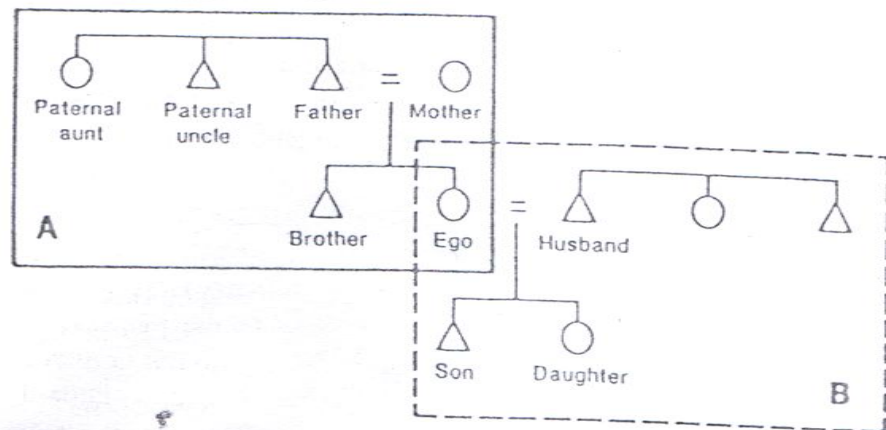 Paternal
aunt
Paternal
uncle
Father
Mother
=
A
Brother
Ego
=
Husband
Son
Daughter
B